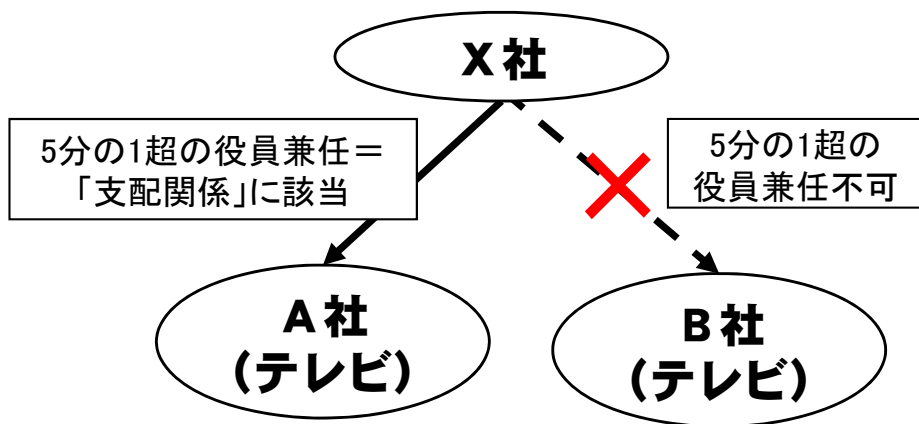 X社
5分の1超の役員兼任＝
「支配関係」に該当
5分の1超の
役員兼任不可
A社
(テレビ)
B社
(テレビ)